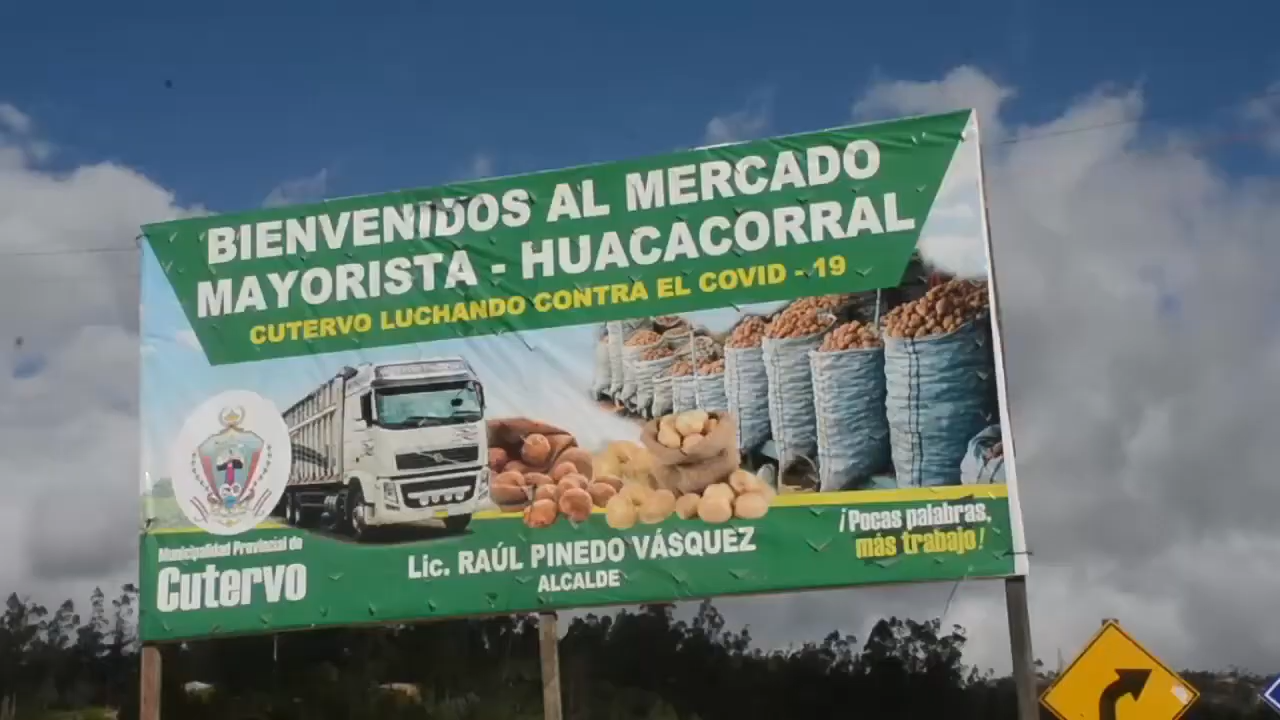 BIENVENIDOS AL MERCADO
MAYORISTA - HUACACORRAL
CUTERVO LUCHANDO CONTRA EL COVID - 19
Municipalidad Provincial de
Cutervo
Lic. RAÚL PINEDO VÁSQUEZ
ALCALDE
¡Pocas palabras,
más trabajo!